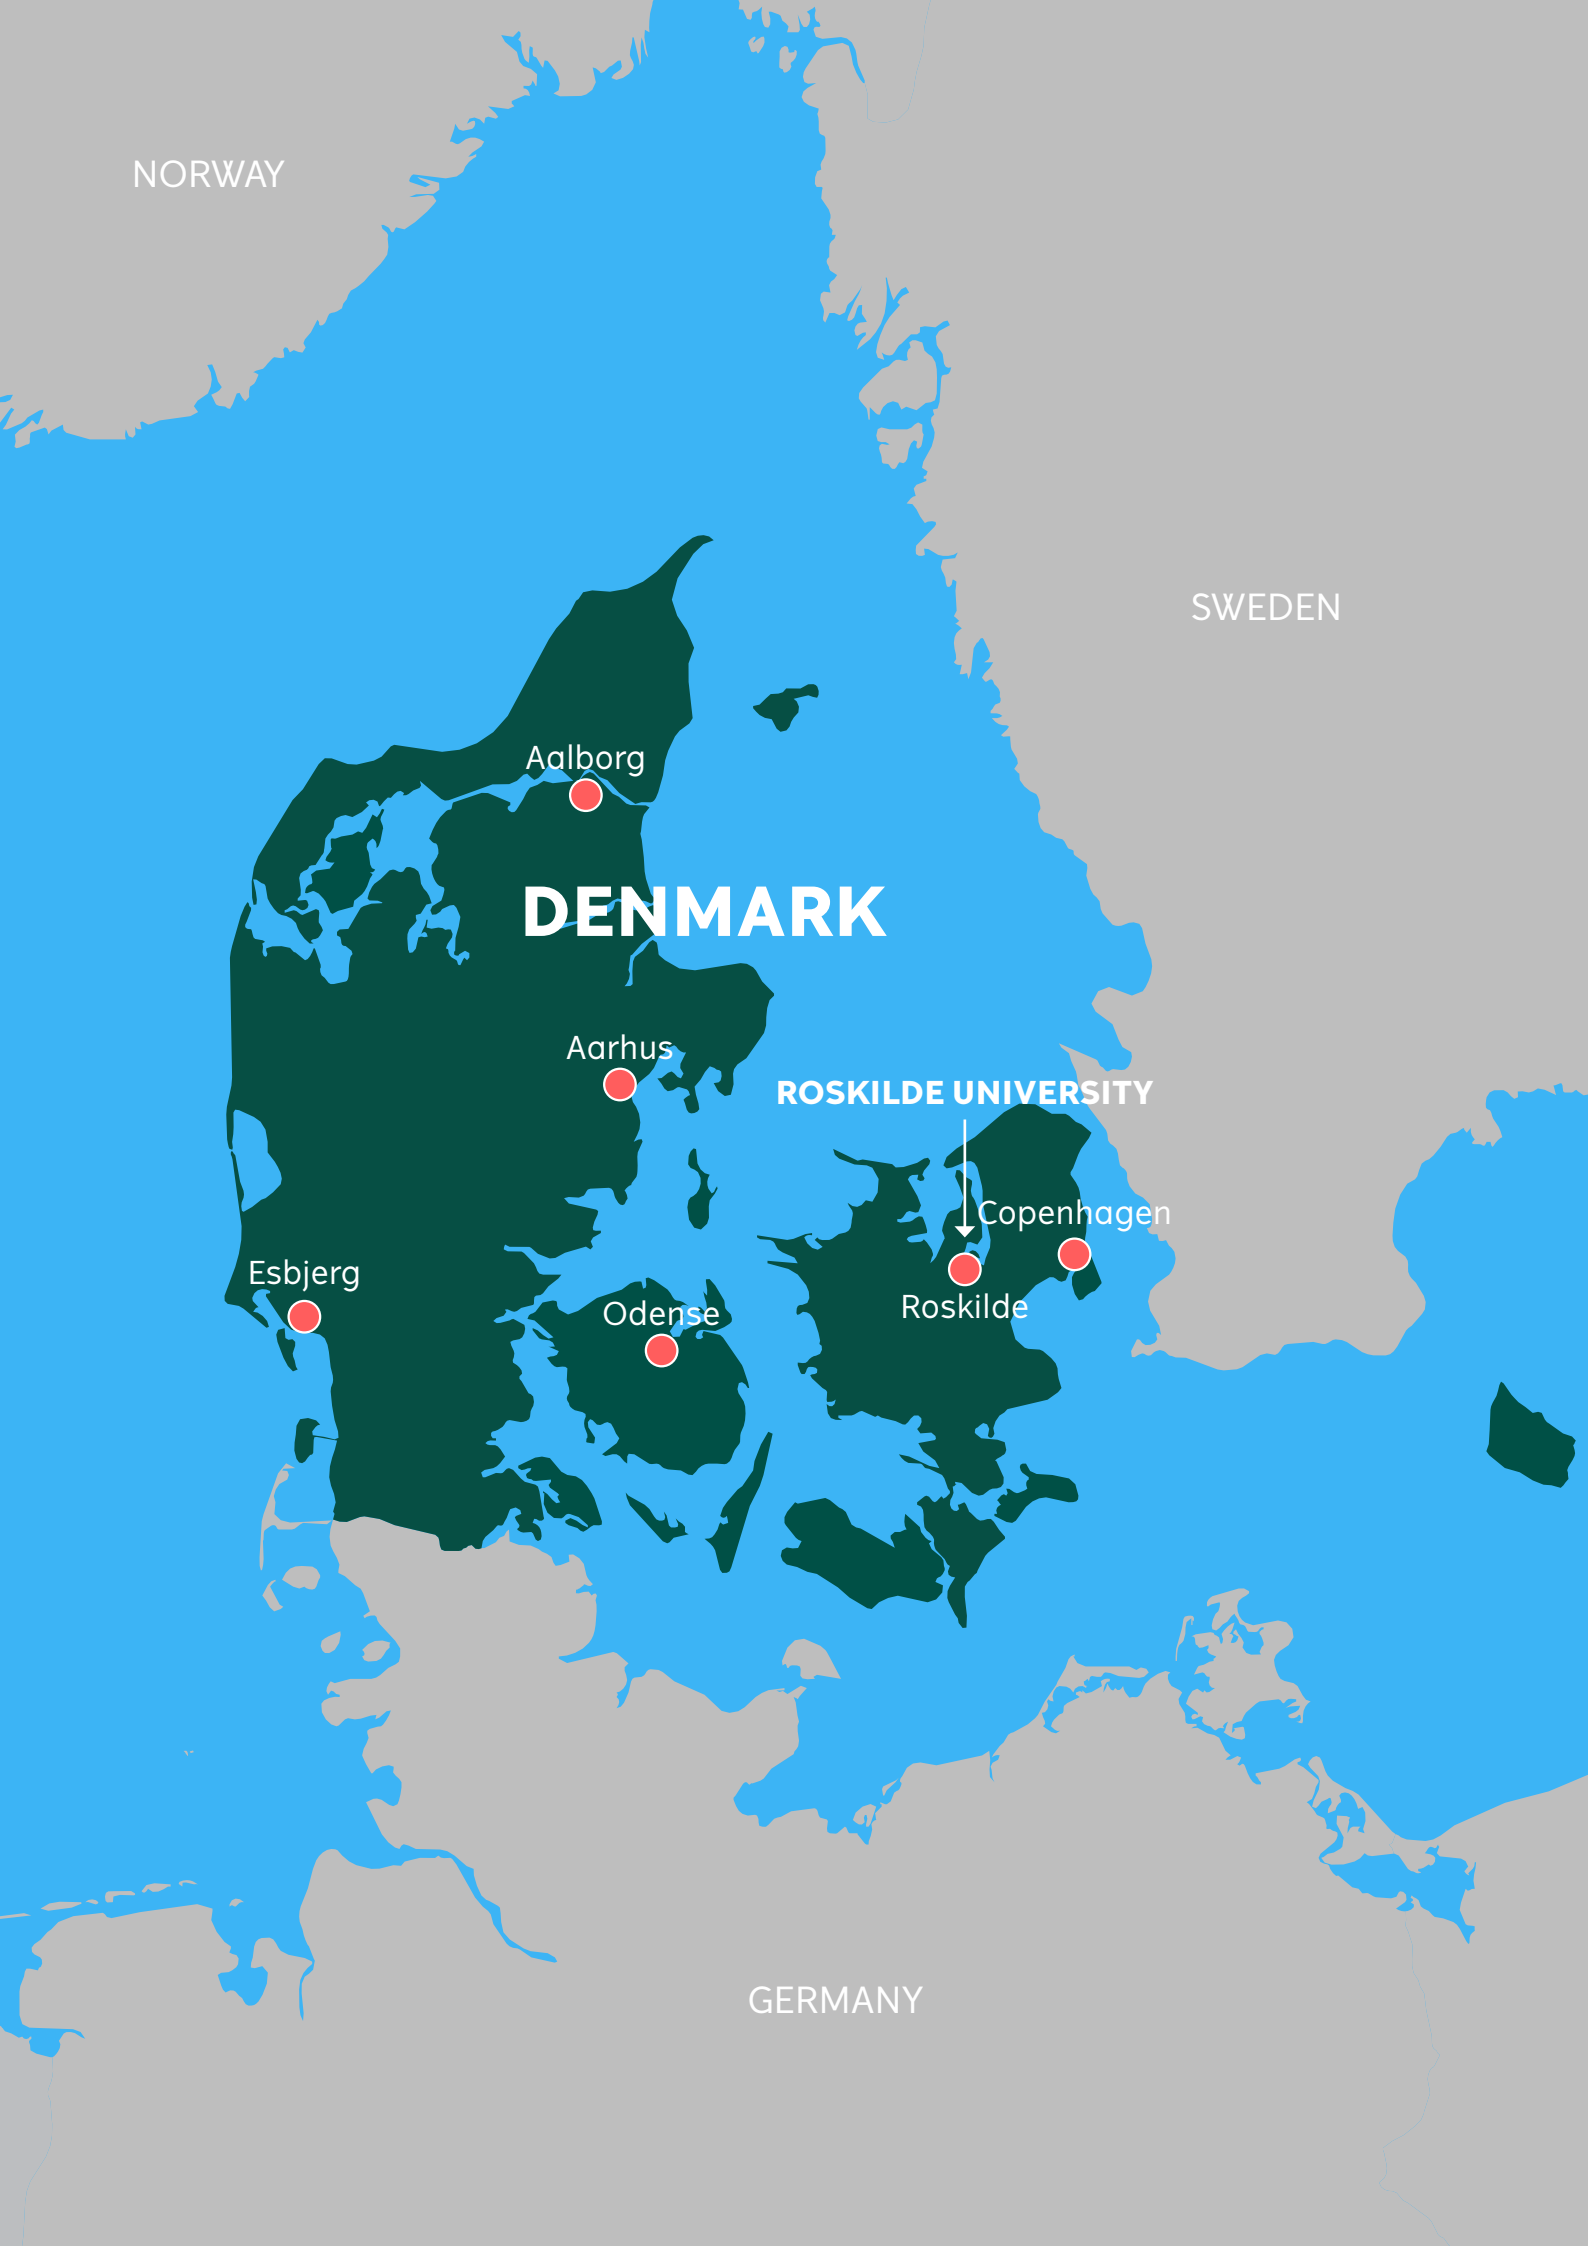 NORWAY
SWEDEN
Aalborg
DENMARK
Aarhus
ROSKILDE UNIVERSITY
Copenhagen
Esbjerg
Roskilde
Odense
GERMANY